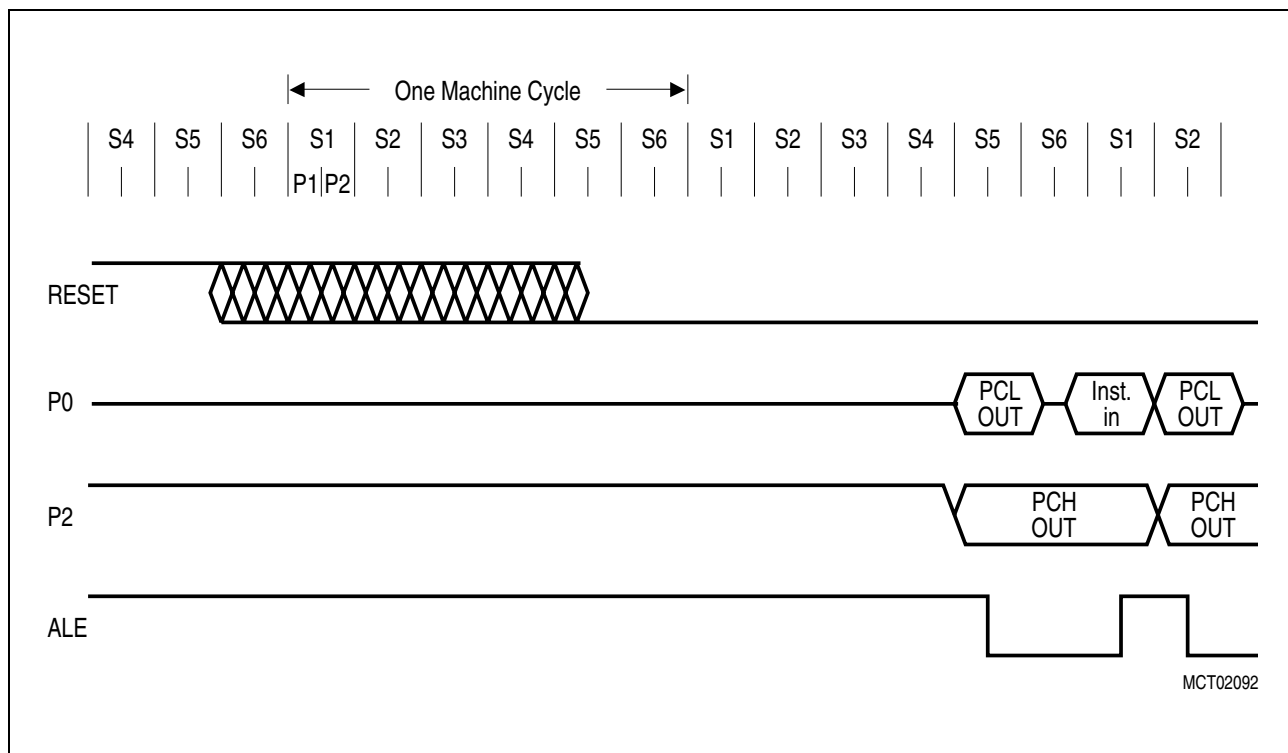 One Machine Cycle
S4 S5 S6 S1 S2 S3 S4 S5 S6 S1 S2 S3 S4 S5 S6 S1 S2
P1 P2
RESET
P0
PCL OUT
Inst. in
PCL OUT
P2
PCH OUT
PCH OUT
ALE
MCT02092